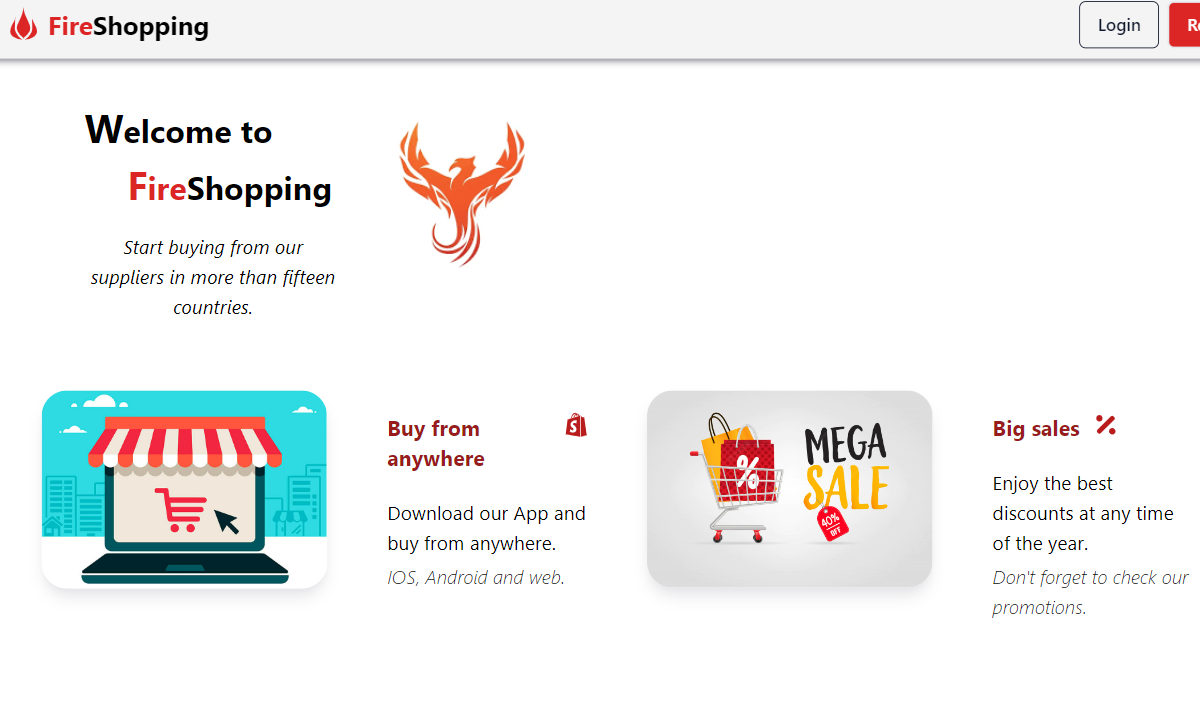 FireShopping
Login
Welcome to
FireShopping
Start buying from our
suppliers in more than fifteen
countries.
Buy from
anywhere
Download our App and
buy from anywhere.
IOS, Android and web.
MEGA
SALE
40%
OFF
Big sales
Enjoy the best
discounts at any time
of the year.
Don't forget to check our
promotions.